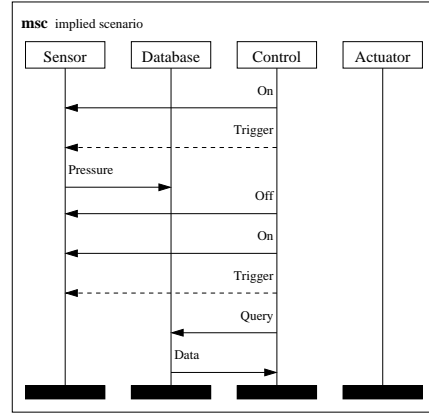 msc implied scenario
Sensor Database Control Actuator
On
Trigger
Pressure
Off
On
Trigger
Query
Data